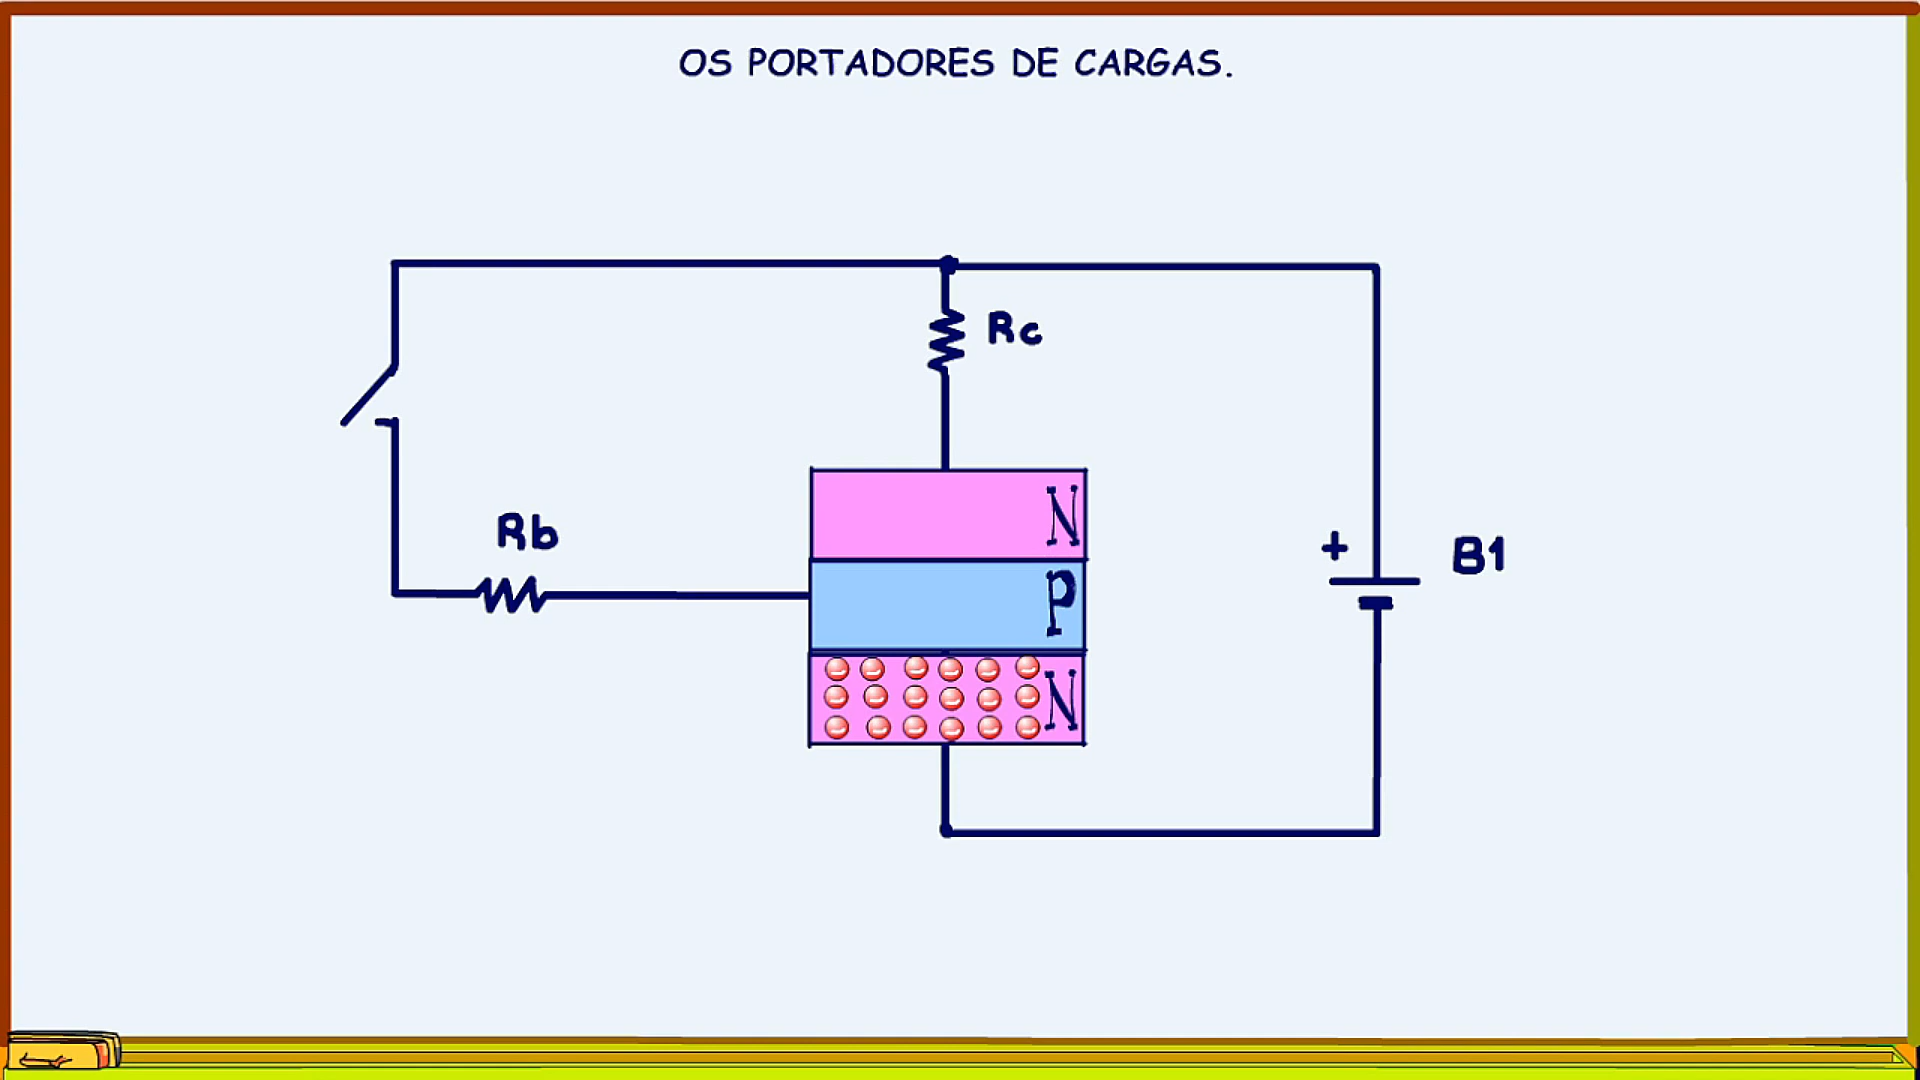 OS PORTADORES DE CARGAS.
Rc
N
Rb
P
+
B1
N